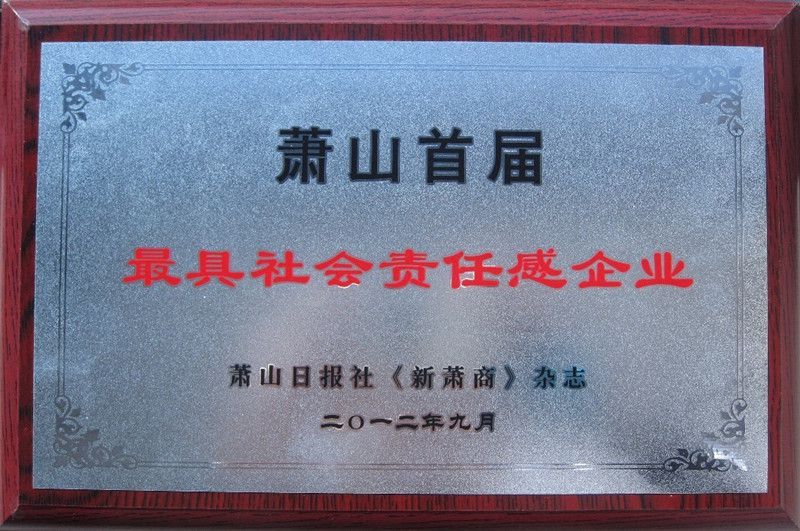 萧山首届
最具社会责任感企业
萧山日报社《新萧商》杂志
二〇一二年九月